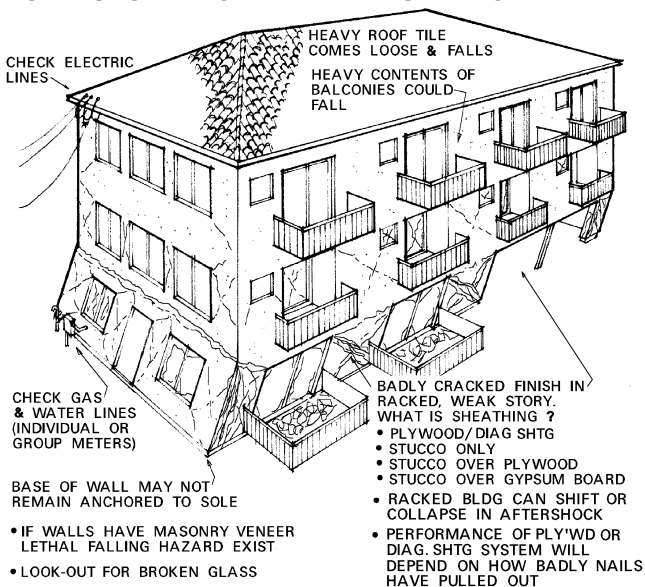 HEAVY ROOF TILE
COMES LOOSE & FALLS
CHECK ELECTRIC
LINES
HEAVY CONTENTS OF
BALCONIES COULD
FALL
CHECK GAS
& WATER LINES
(INDIVIDUAL OR
GROUP METERS)
BASE OF WALL MAY NOT
REMAIN ANCHORED TO SOLE
• IF WALLS HAVE MASONRY VENEER
LETHAL FALLING HAZARD EXIST
• LOOK-OUT FOR BROKEN GLASS
BADLY CRACKED FINISH IN
RACKED, WEAK STORY.
WHAT IS SHEATHING ?
• PLYWOOD/DIAG SHTG
• STUCCO ONLY
• STUCCO OVER PLYWOOD
• STUCCO OVER GYPSUM BOARD
• RACKED BLDG CAN SHIFT OR
COLLAPSE IN AFTERSHOCK
• PERFORMANCE OF PLY'WD OR
DIAG. SHTG SYSTEM WILL
DEPEND ON HOW BADLY NAILS
HAVE PULLED OUT